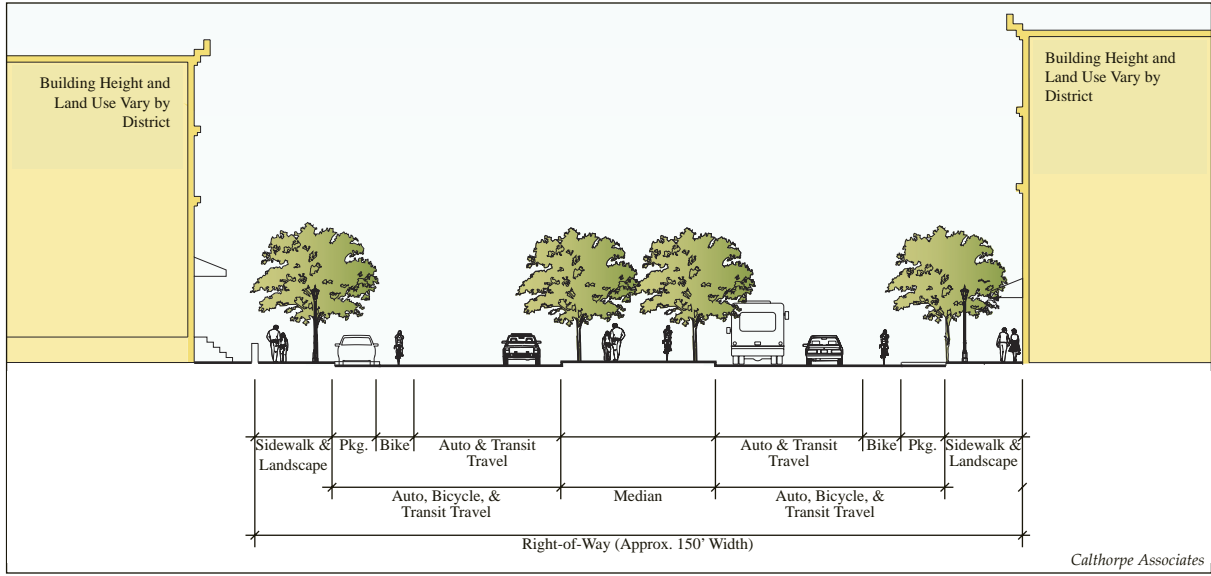 Building Height and
Land Use Vary by
District
Building Height and
Land Use Vary by
District
Sidewalk &
Landscape
Pkg.
Bike
Auto & Transit
Travel
Auto & Transit
Travel
Bike
Pkg.
Sidewalk &
Landscape
Auto, Bicycle, &
Transit Travel
Median
Auto, Bicycle, &
Transit Travel
Right-of-Way (Approx. 150’ Width)
Calthorpe Associates